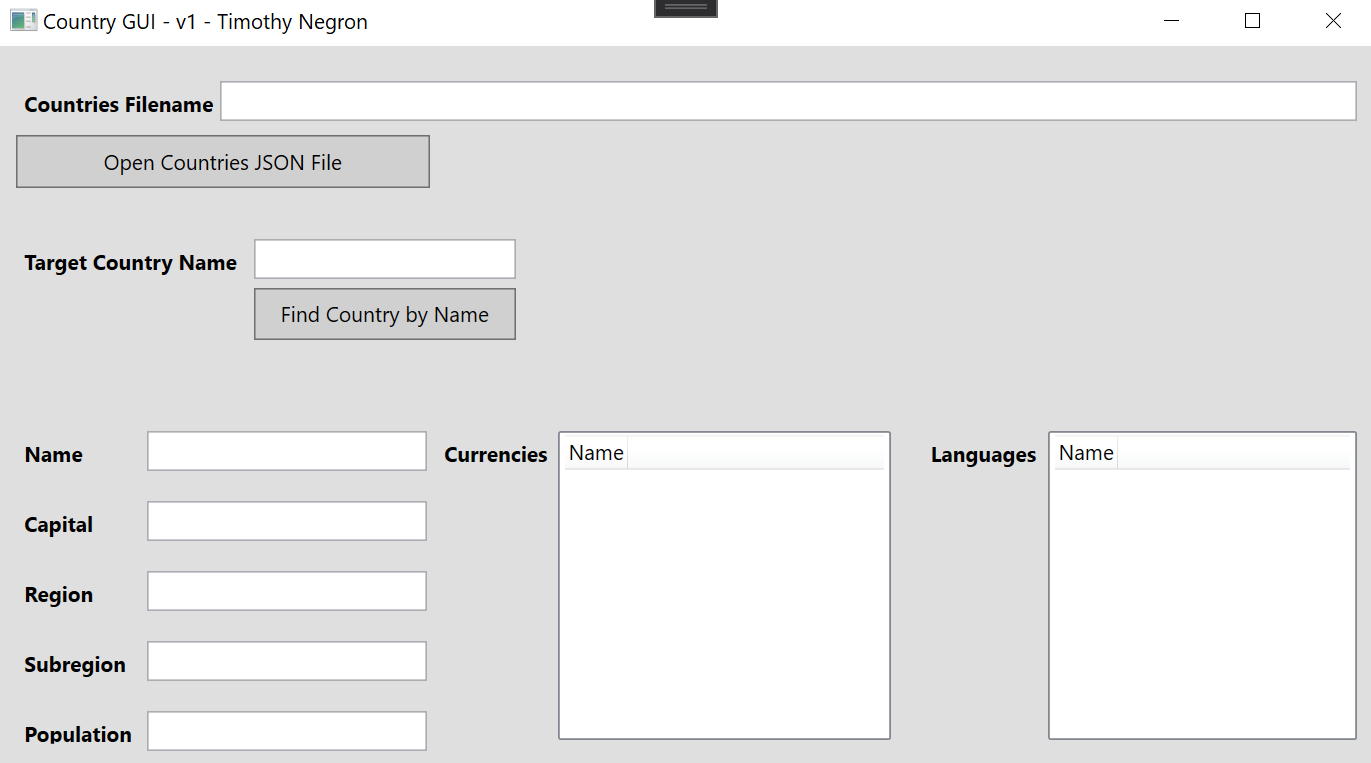 Country GUI - v1 - Timothy Negron
Countries Filename
Open Countries JSON File
Target Country Name
Find Country by Name
Name
Capital
Region
Subregion
Population
Currencies
Name
Languages
Name